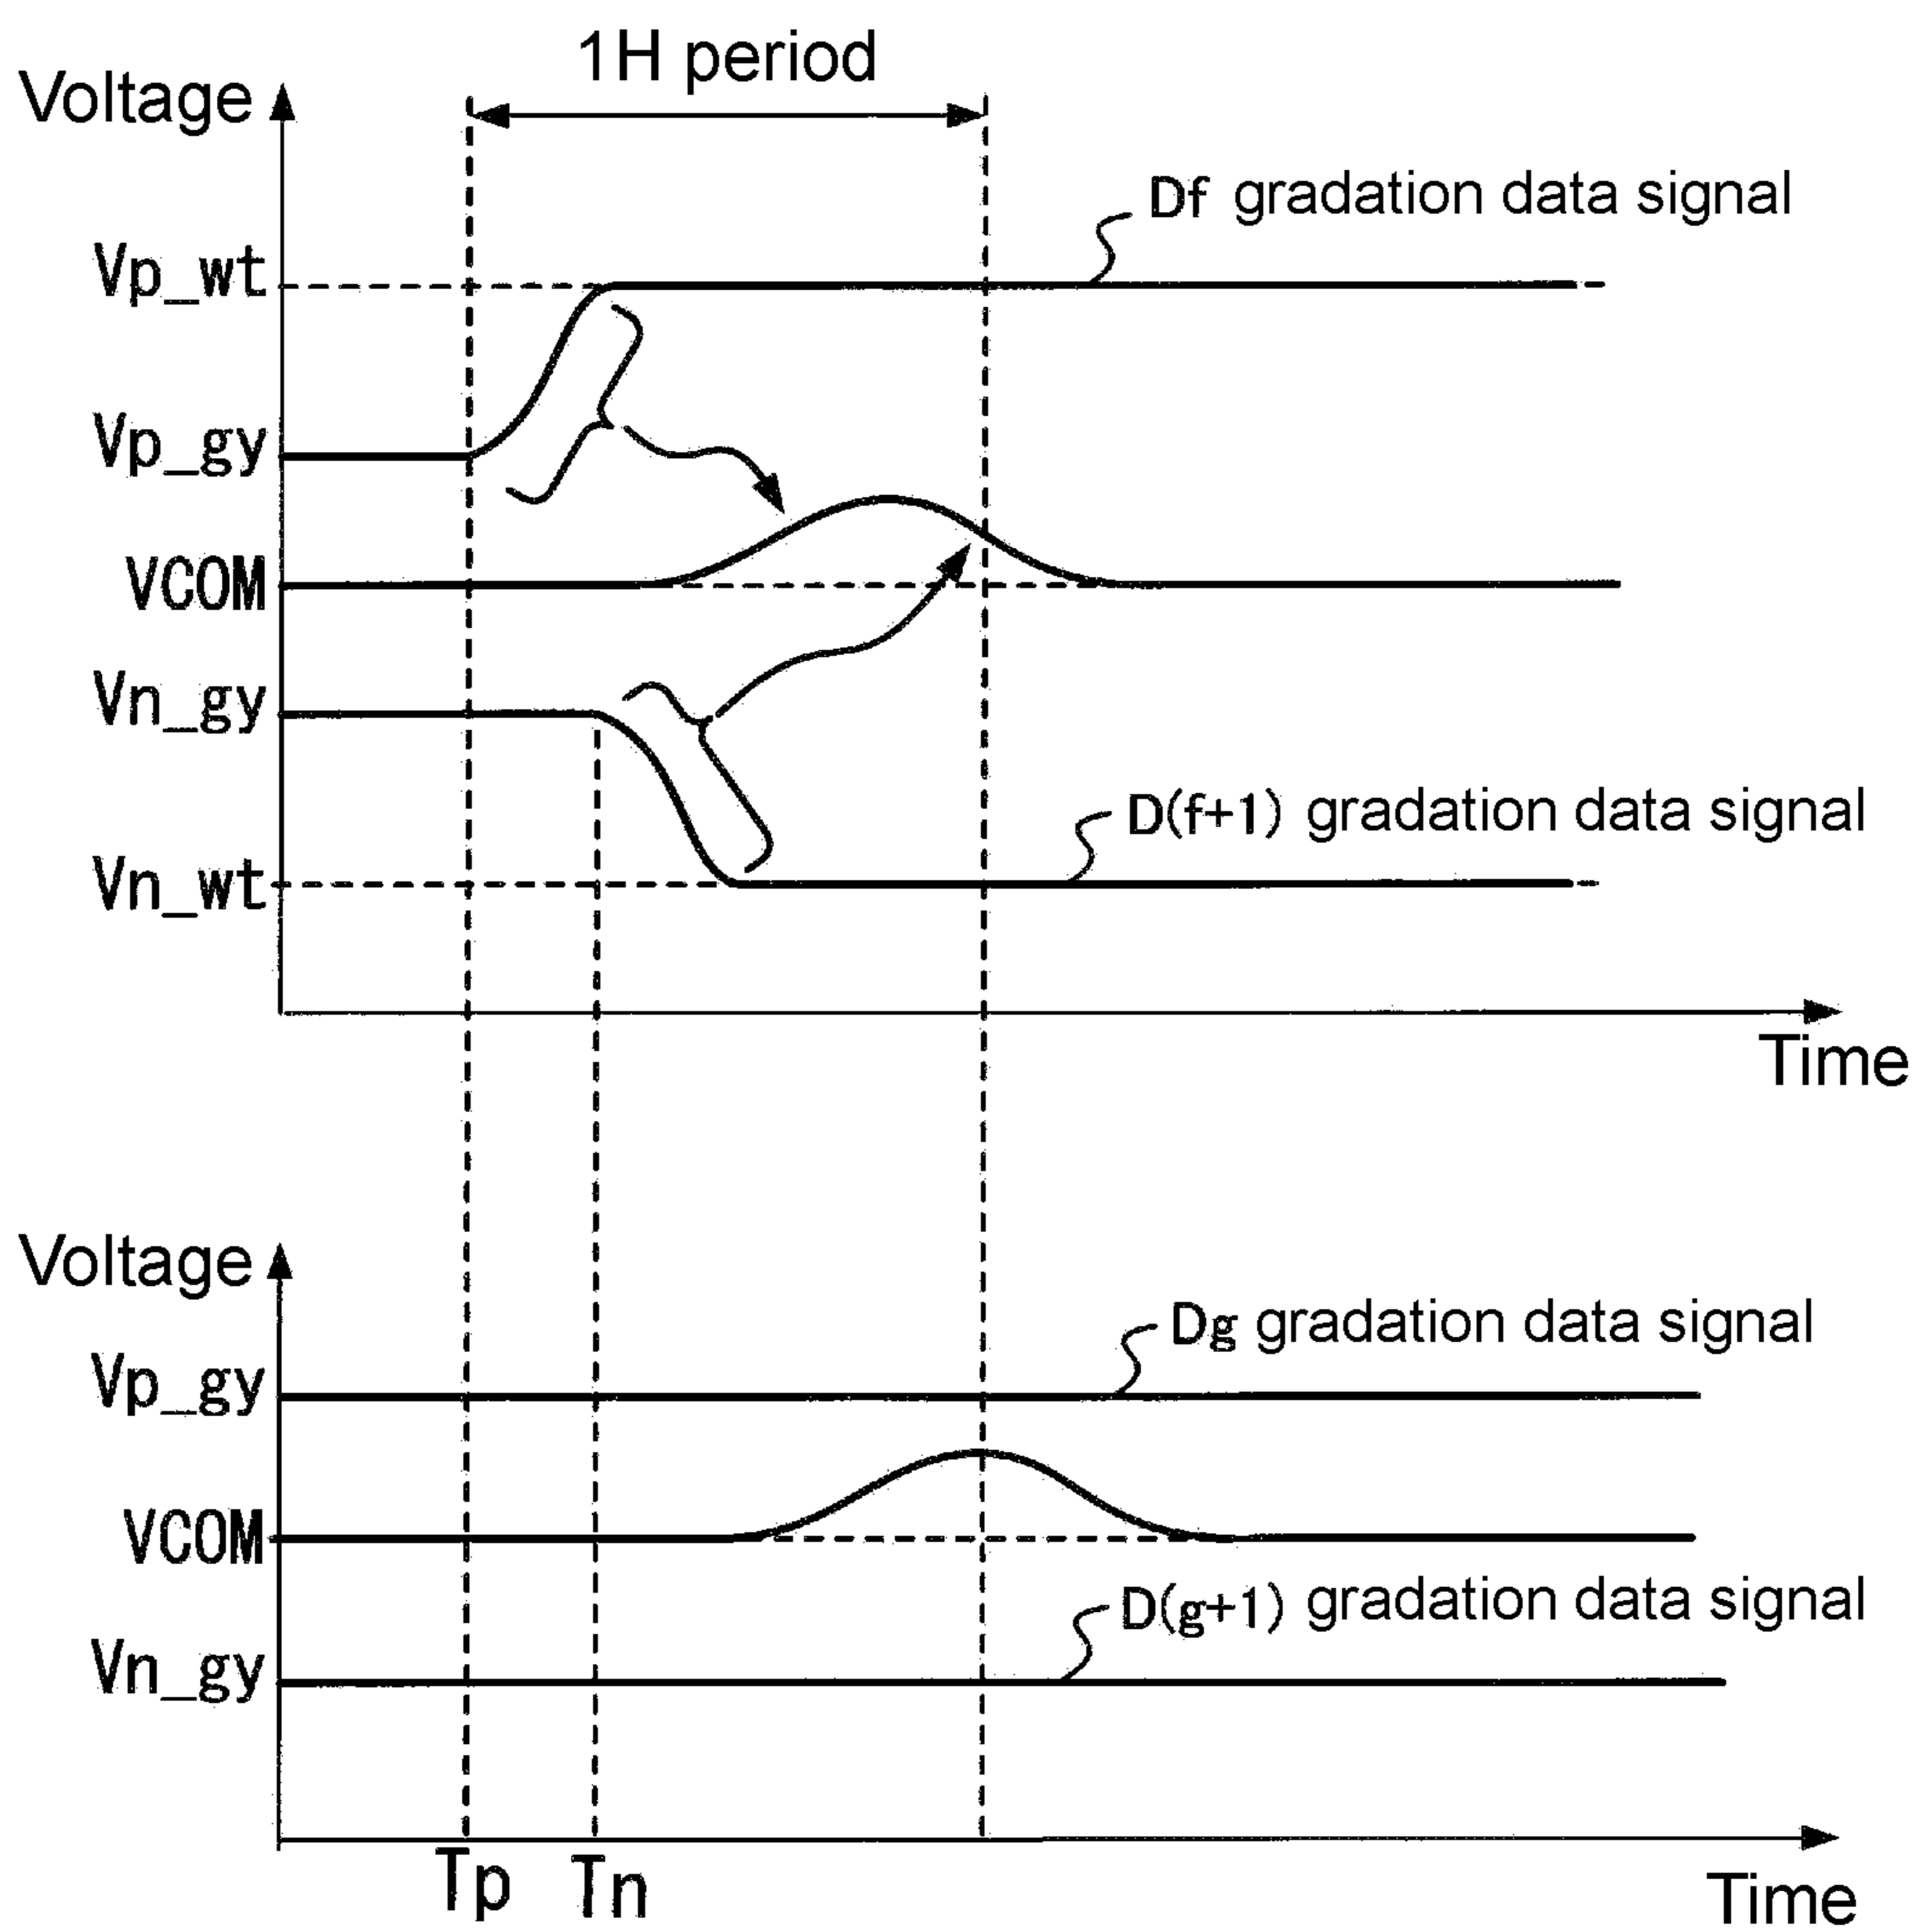 1H period
Voltage
Df gradation data signal
Vp_wt
Vp_gy
VCOM
Vn_gy
D(f+1) gradation data signal
Vn_wt
Time
Voltage
Dg gradation data signal
Vp_gy
VCOM
D(g+1) gradation data signal
Vn_gy
Tp
Tn
Time